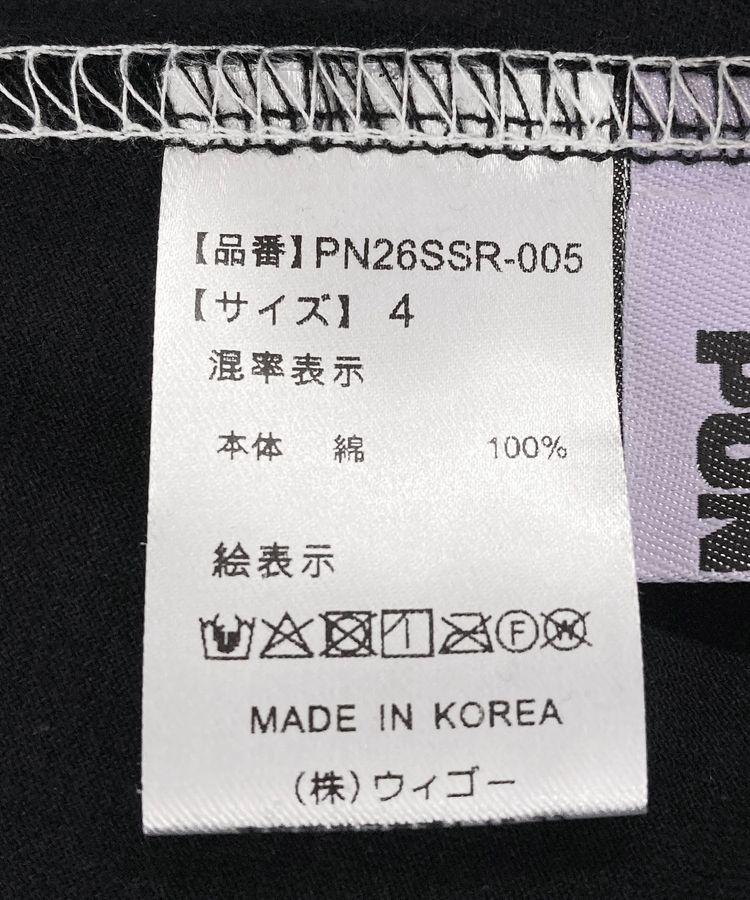 【品番】PN26SSR-005
【サイズ】 4
混率表示
本体 綿 100%
絵表示
F W
MADE IN KOREA
(株)ウィゴー